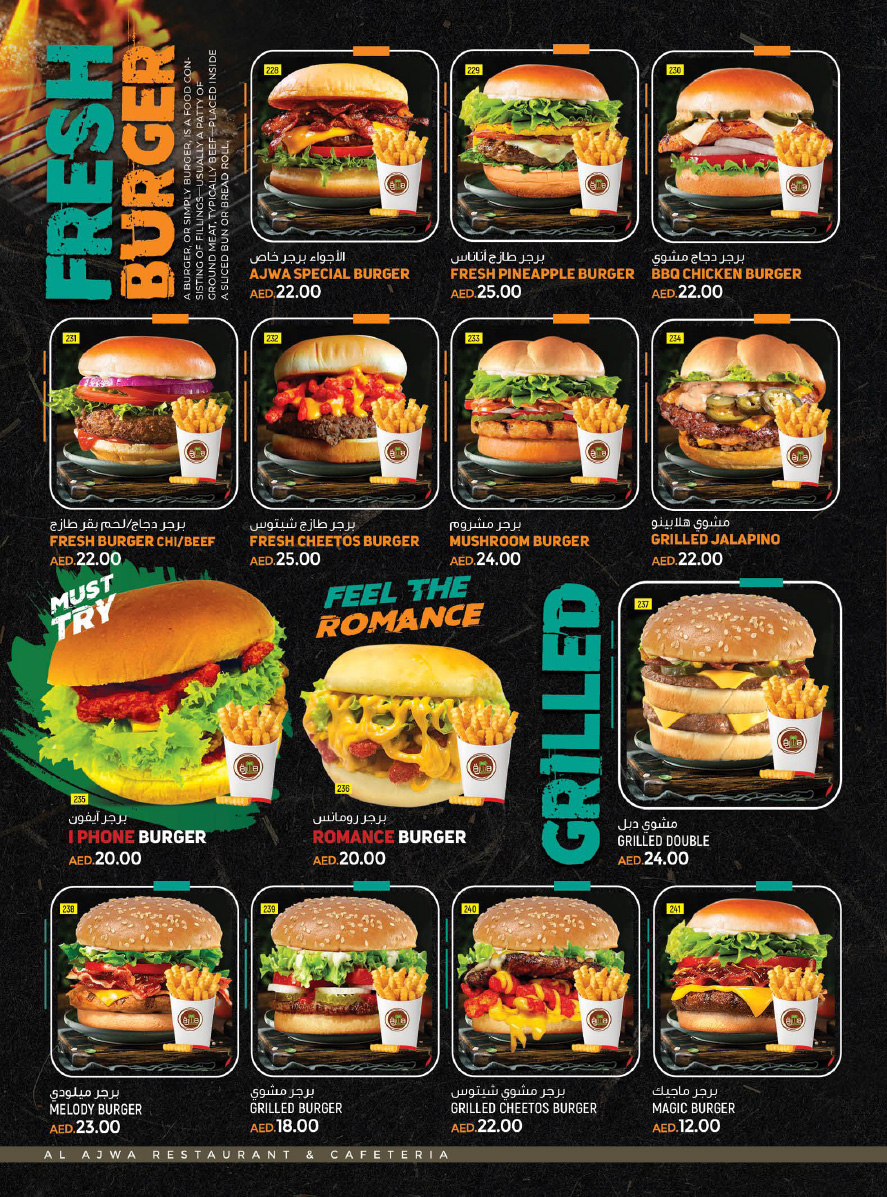 FRESH
BURGER
A BURGER, OR SIMPLY BURGER, IS A FOOD CON-
SISTING OF FILLINGS—USUALLY A PATTY OF
GROUND MEAT, TYPICALLY BEEF—PLACED INSIDE
A SLICED BUN OR BREAD ROLL.
228
الأجواء برجر خاص
AJWA SPECIAL BURGER
AED.22.00
229
برجر طازج أناناس
FRESH PINEAPPLE BURGER
AED.25.00
230
برجر دجاج مشوي
BBQ CHICKEN BURGER
AED.22.00
231
برجر دجاج/لحم بقر طازج
FRESH BURGER CHI/BEEF
AED.22.00
232
برجر طازج شيتوس
FRESH CHEETOS BURGER
AED.25.00
233
برجر مشروم
MUSHROOM BURGER
AED.24.00
234
مشوي هلابينو
GRILLED JALAPINO
AED.22.00
MUST
TRY
235
برجر آيفون
I PHONE BURGER
AED.20.00
FEEL THE
ROMANCE
236
برجر رومانس
ROMANCE BURGER
AED.20.00
GRILLED
237
مشوي دبل
GRILLED DOUBLE
AED.24.00
238
برجر ميلودي
MELODY BURGER
AED.23.00
239
برجر مشوي
GRILLED BURGER
AED.18.00
240
برجر مشوي شيتوس
GRILLED CHEETOS BURGER
AED.22.00
241
برجر ماجيك
MAGIC BURGER
AED.12.00
AL AJWA RESTAURANT & CAFETERIA